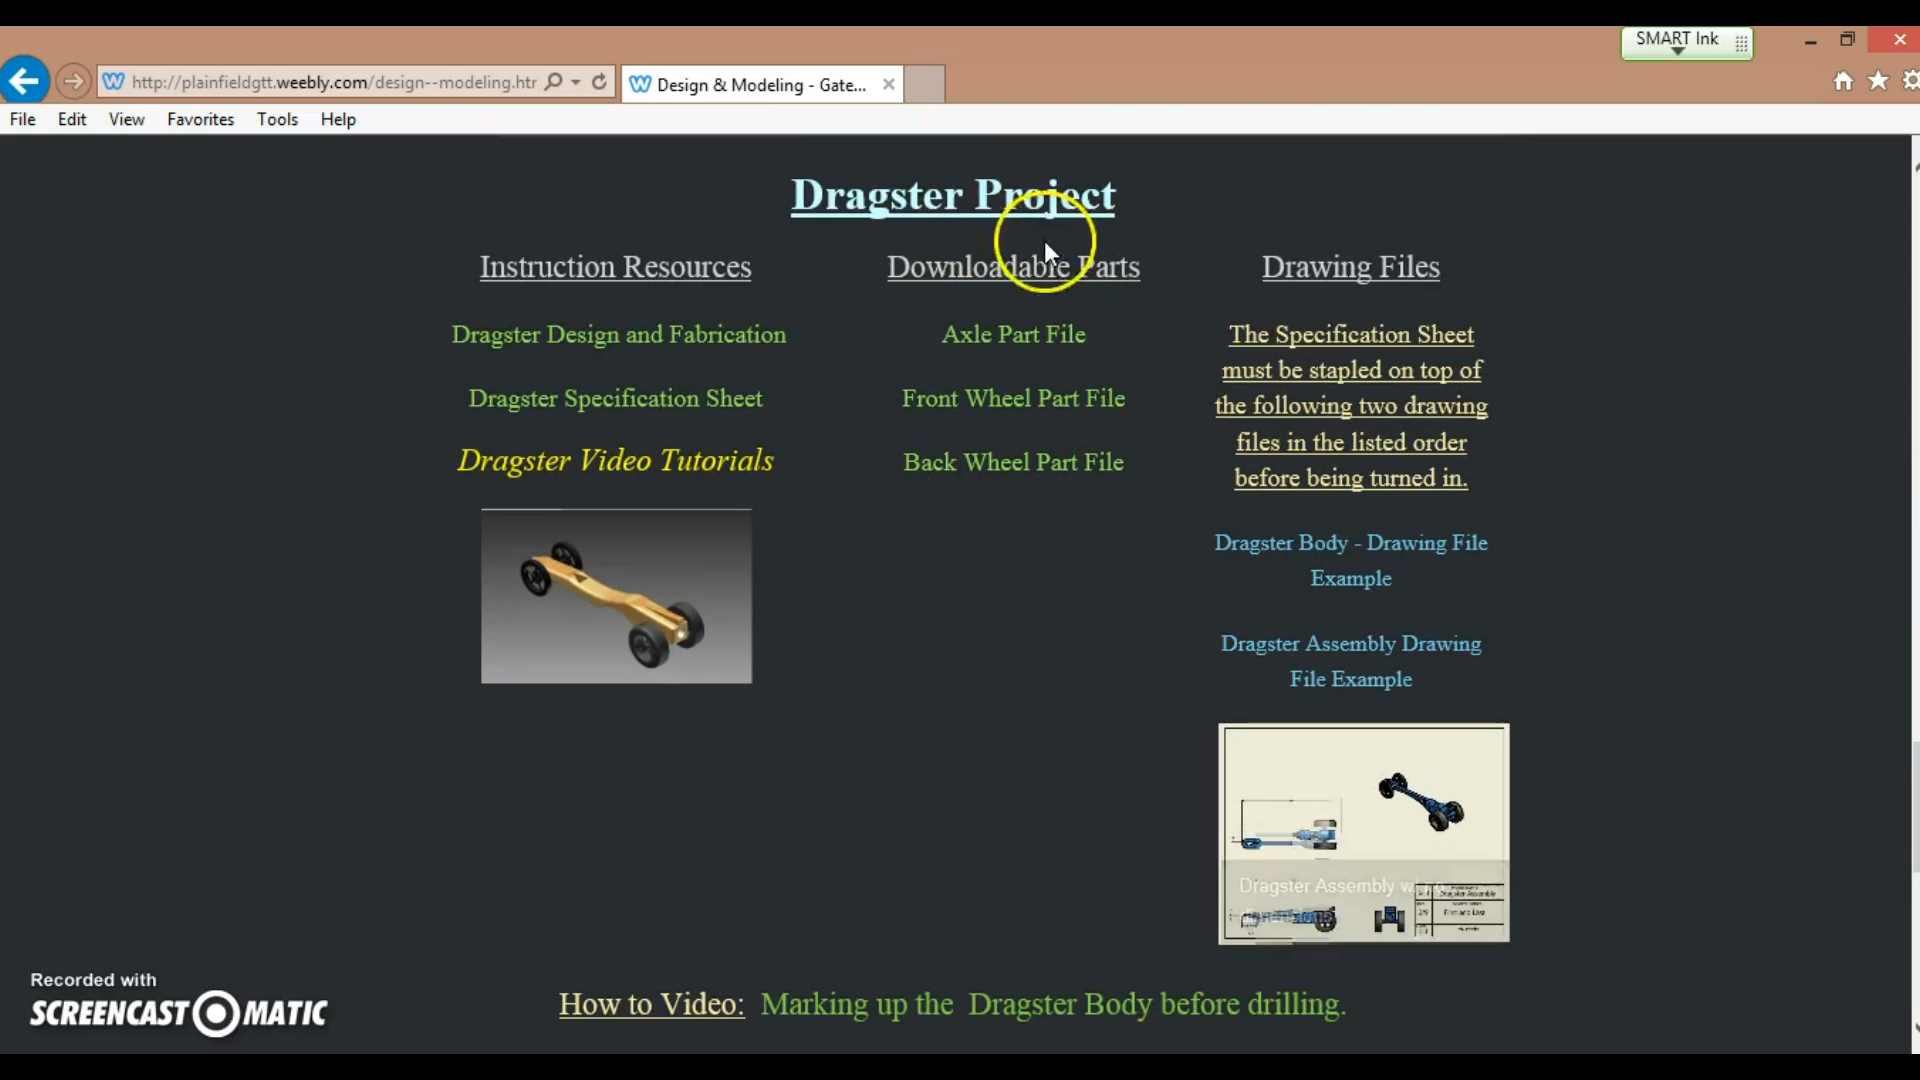 SMART Ink
http://plainfieldgtt.weebly.com/design--modeling.htr
Design & Modeling - Gate...
File Edit View Favorites Tools Help
Dragster Project
Instruction Resources
Dragster Design and Fabrication
Dragster Specification Sheet
Dragster Video Tutorials
Downloadable Parts
Axle Part File
Front Wheel Part File
Back Wheel Part File
Drawing Files
The Specification Sheet
must be stapled on top of
the following two drawing
files in the listed order
before being turned in.
Dragster Body - Drawing File
Example
Dragster Assembly Drawing
File Example
Dragster Assembly
Dragster Assembly
First and Last
How to Video: Marking up the Dragster Body before drilling.
Recorded with
SCREENCAST-O-MATIC